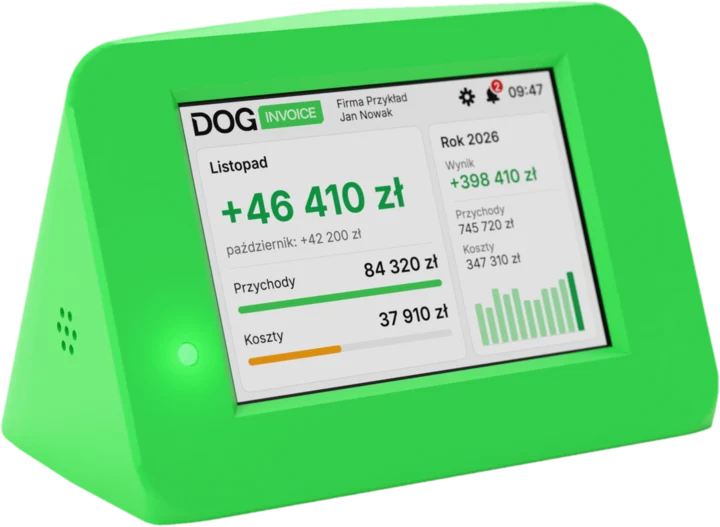 DOG INVOICE
Firma Przykład
Jan Nowak
2
09:47
Listopad
+46 410 zł
październik: +42 200 zł
Przychody 84 320 zł
Koszty 37 910 zł
Rok 2026
Wynik
+398 410 zł
Przychody
745 720 zł
Koszty
347 310 zł